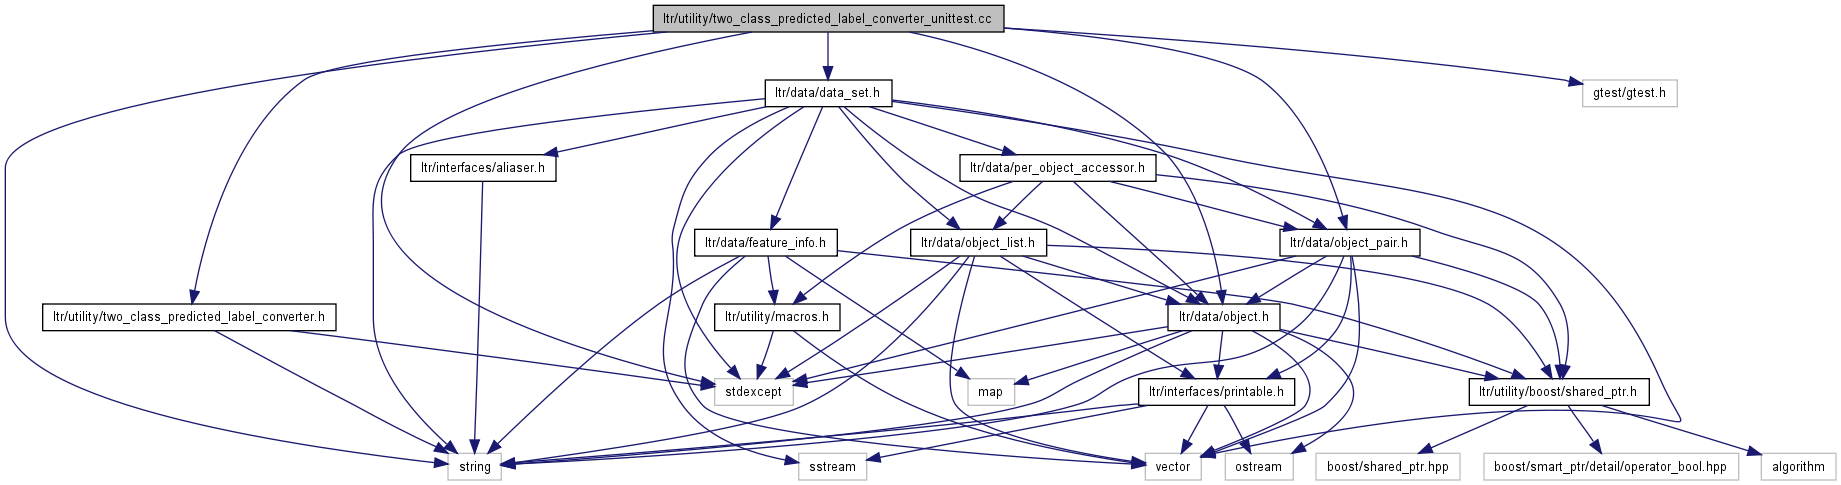 ltr/utility/two_class_predicted_label_converter_unittest.cc
ltr/data/data_set.h
gtest/gtest.h
ltr/interfaces/aliaser.h
ltr/data/per_object_accessor.h
ltr/data/feature_info.h
ltr/data/object_list.h
ltr/data/object_pair.h
ltr/utility/two_class_predicted_label_converter.h
ltr/utility/macros.h
ltr/data/object.h
stdexcept
map
ltr/interfaces/printable.h
ltr/utility/boost/shared_ptr.h
string
sstream
vector
ostream
boost/shared_ptr.hpp
boost/smart_ptr/detail/operator_bool.hpp
algorithm